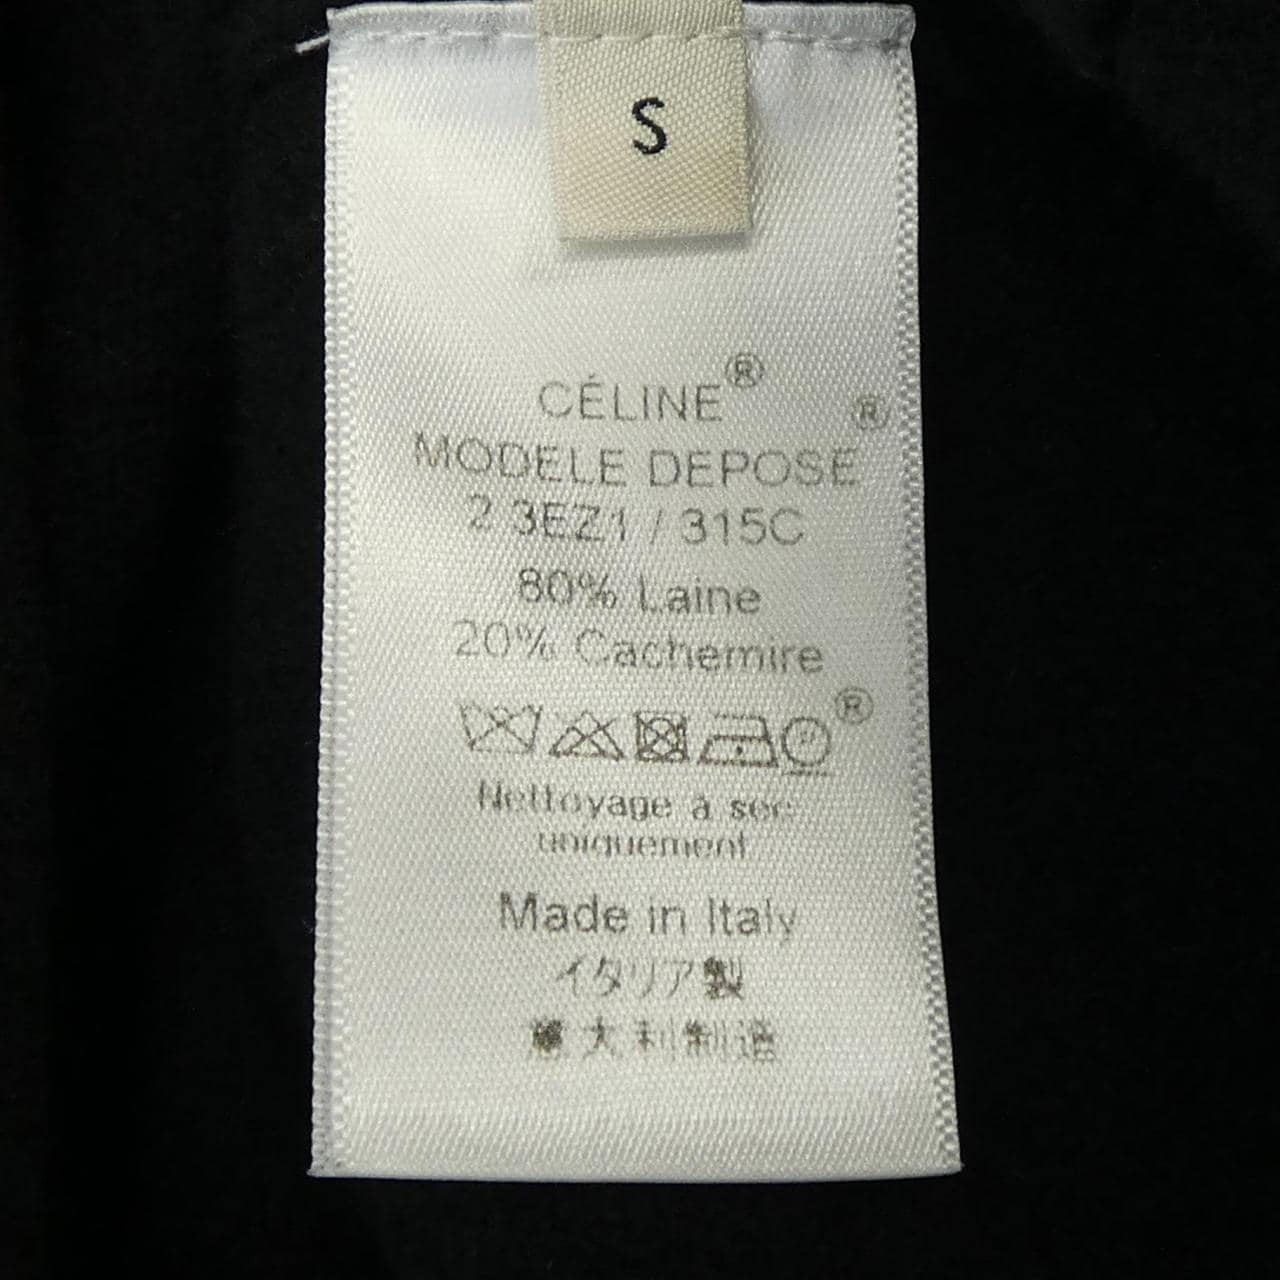 S
CÉLINE®
MODELE DEPOSE®
2 3EZ1 / 315C
80% Laine
20% Cachemire
®
Nettoyage à sec
uniquement
Made in Italy
イタリア製
意大利制造